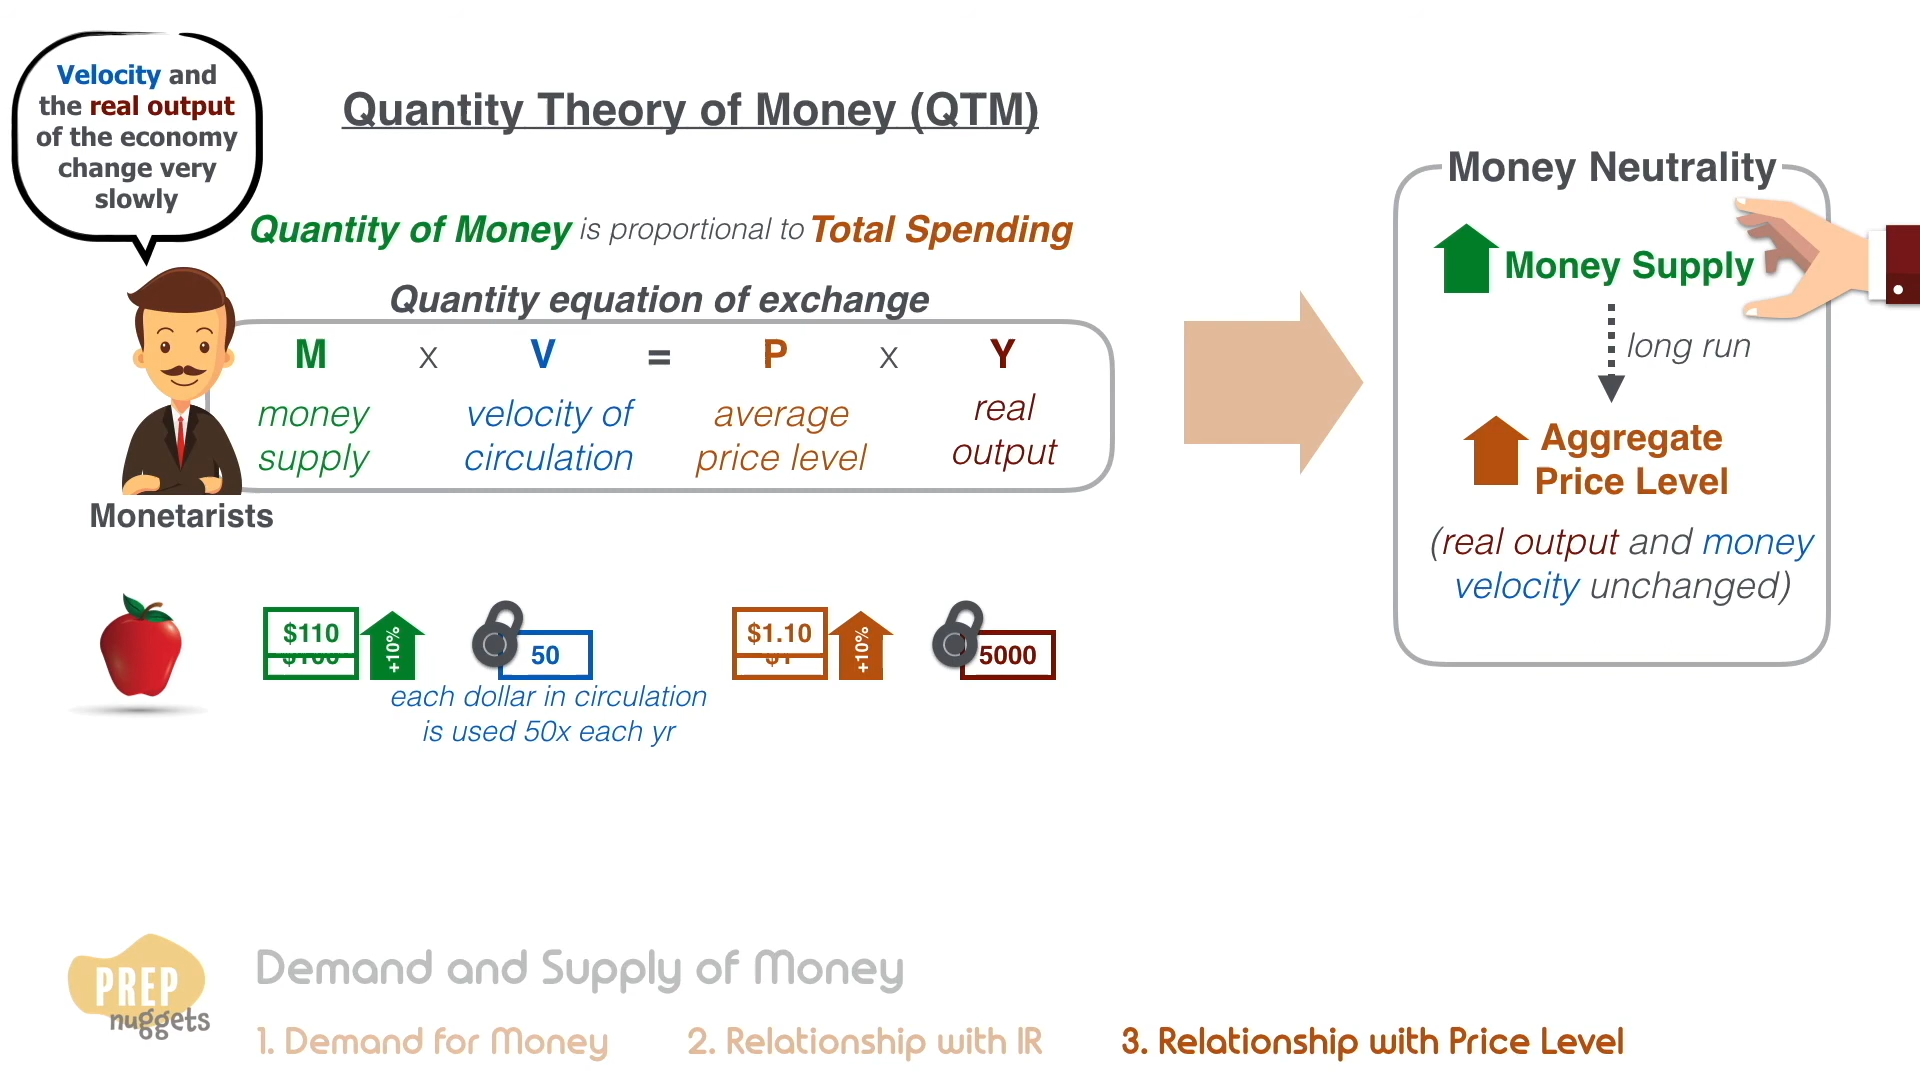 Velocity and
the real output
of the economy
change very
slowly
Quantity Theory of Money (QTM)
Quantity of Money is proportional to Total Spending
Quantity equation of exchange
M x V = P x Y
money supply
velocity of circulation
average price level
real output
Monetarists
$110
$100
+10%
50
$1.10
$1
+10%
5000
each dollar in circulation
is used 50x each yr
Money Neutrality
Money Supply
long run
Aggregate
Price Level
(real output and money
velocity unchanged)
PREP
nuggets
Demand and Supply of Money
1. Demand for Money
2. Relationship with IR
3. Relationship with Price Level